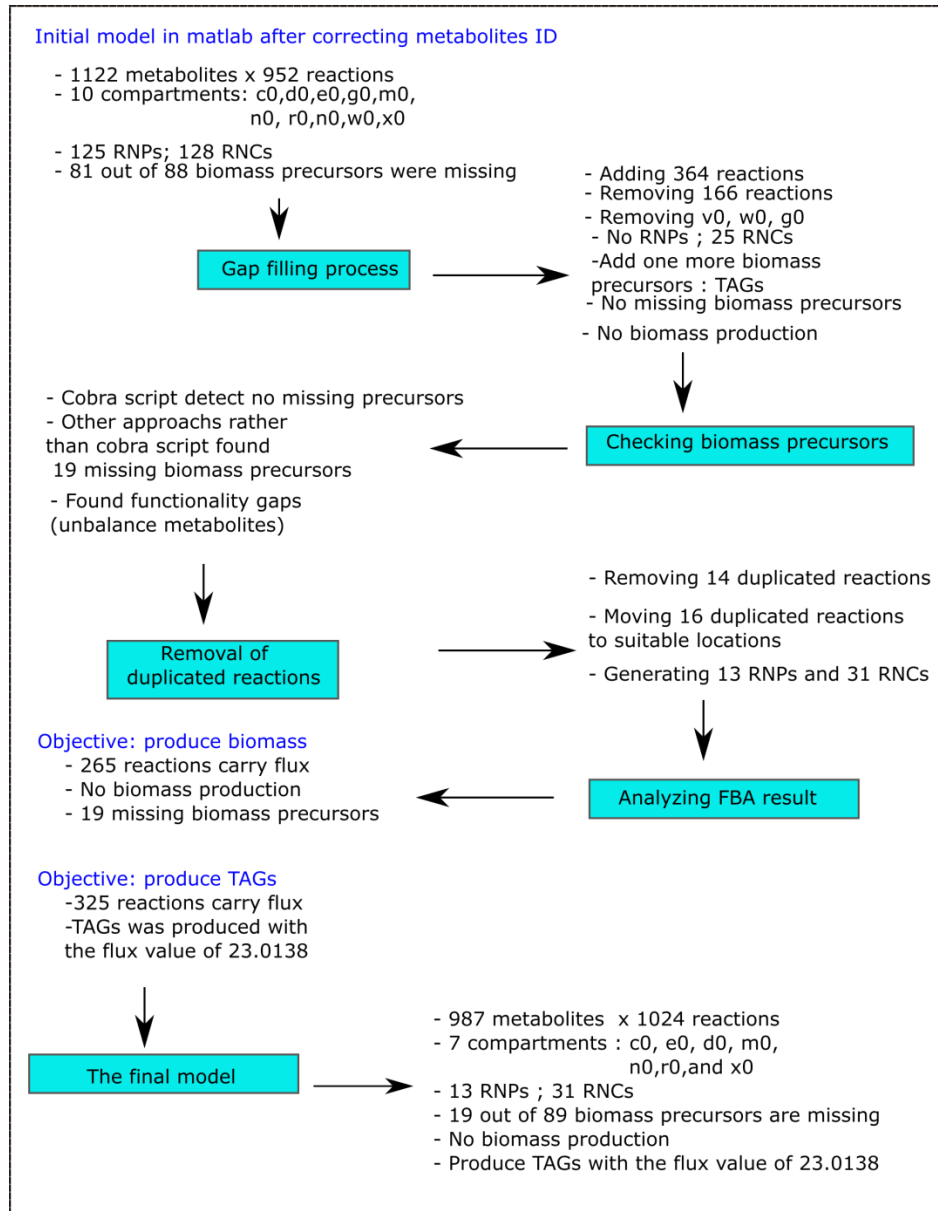 Initial model in matlab after correcting metabolites ID
- 1122 metabolites x 952 reactions
- 10 compartments: c0,d0,e0,g0,m0,
n0, r0,n0,w0,x0
- 125 RNPs; 128 RNCs
- 81 out of 88 biomass precursors were missing
Gap filling process
- Adding 364 reactions
- Removing 166 reactions
- Removing v0, w0, g0
- No RNPs ; 25 RNCs
-Add one more biomass
precursors : TAGs
- No missing biomass precursors
- No biomass production
Checking biomass precursors
- Cobra script detect no missing precursors
- Other approachs rather
than cobra script found
19 missing biomass precursors
- Found functionality gaps
(unbalance metabolites)
Removal of
duplicated reactions
- Removing 14 duplicated reactions
- Moving 16 duplicated reactions
to suitable locations
- Generating 13 RNPs and 31 RNCs
Analyzing FBA result
Objective: produce biomass
- 265 reactions carry flux
- No biomass production
- 19 missing biomass precursors
Objective: produce TAGs
-325 reactions carry flux
-TAGs was produced with
the flux value of 23.0138
The final model
- 987 metabolites x 1024 reactions
- 7 compartments : c0, e0, d0, m0,
n0,r0,and x0
- 13 RNPs ; 31 RNCs
- 19 out of 89 biomass precursors are missing
- No biomass production
- Produce TAGs with the flux value of 23.0138